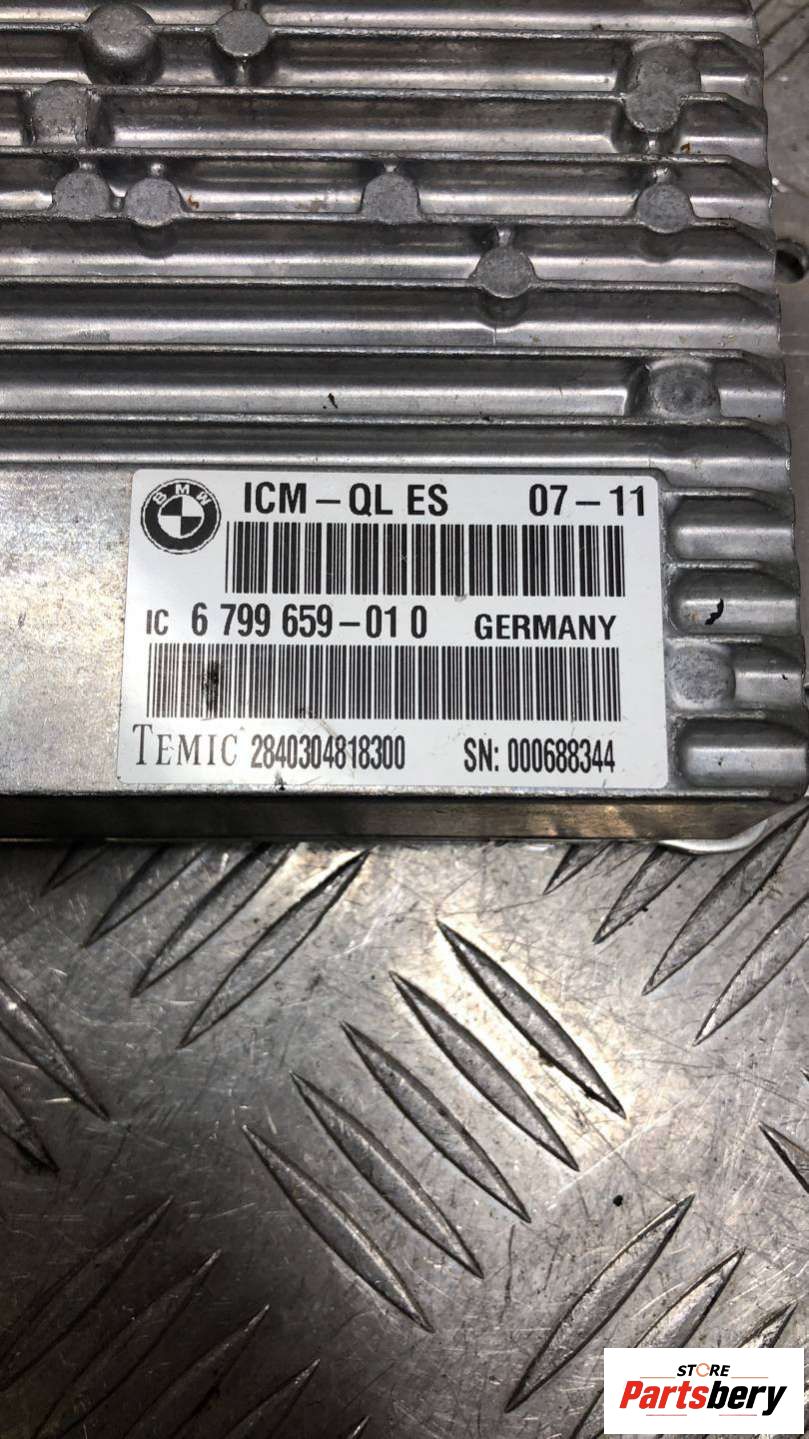 BMW
ICM-QL ES 07-11
IC 6 799 659-01 0 GERMANY
TEMIC 2840304818300 SN: 000688344
STORE
Partsbery